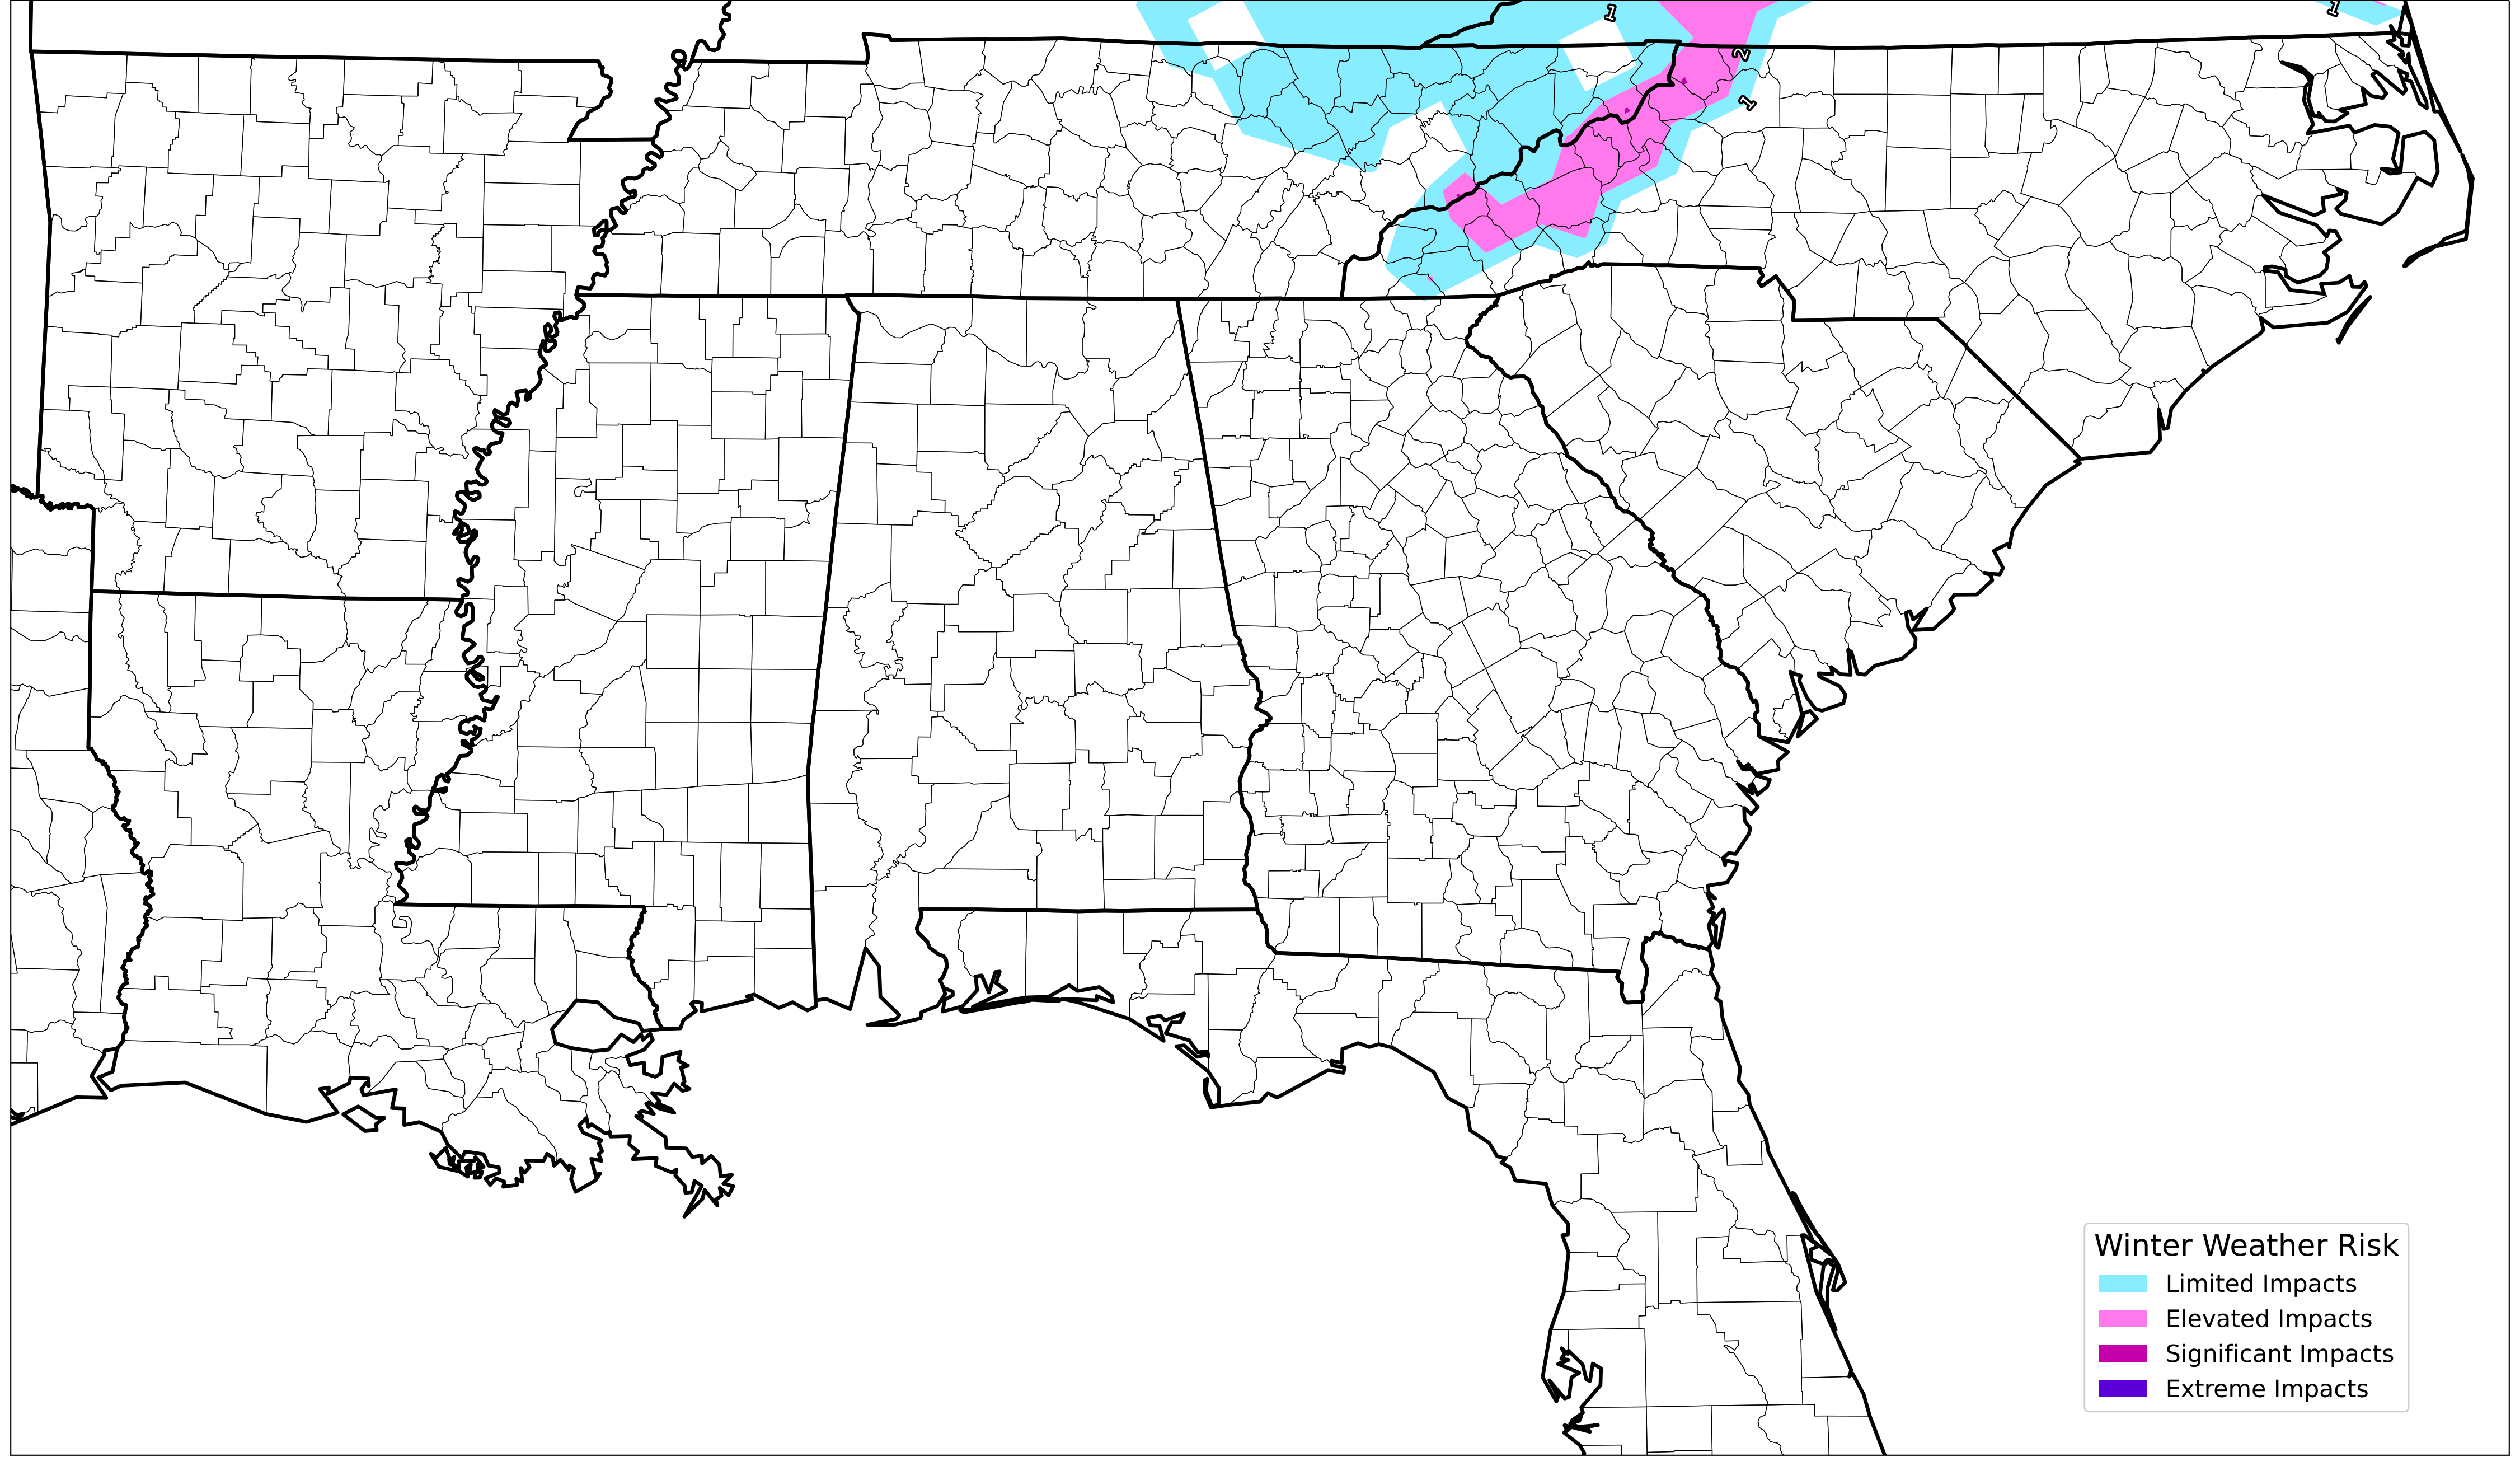 1
1
2
1
Winter Weather Risk
Limited Impacts
Elevated Impacts
Significant Impacts
Extreme Impacts